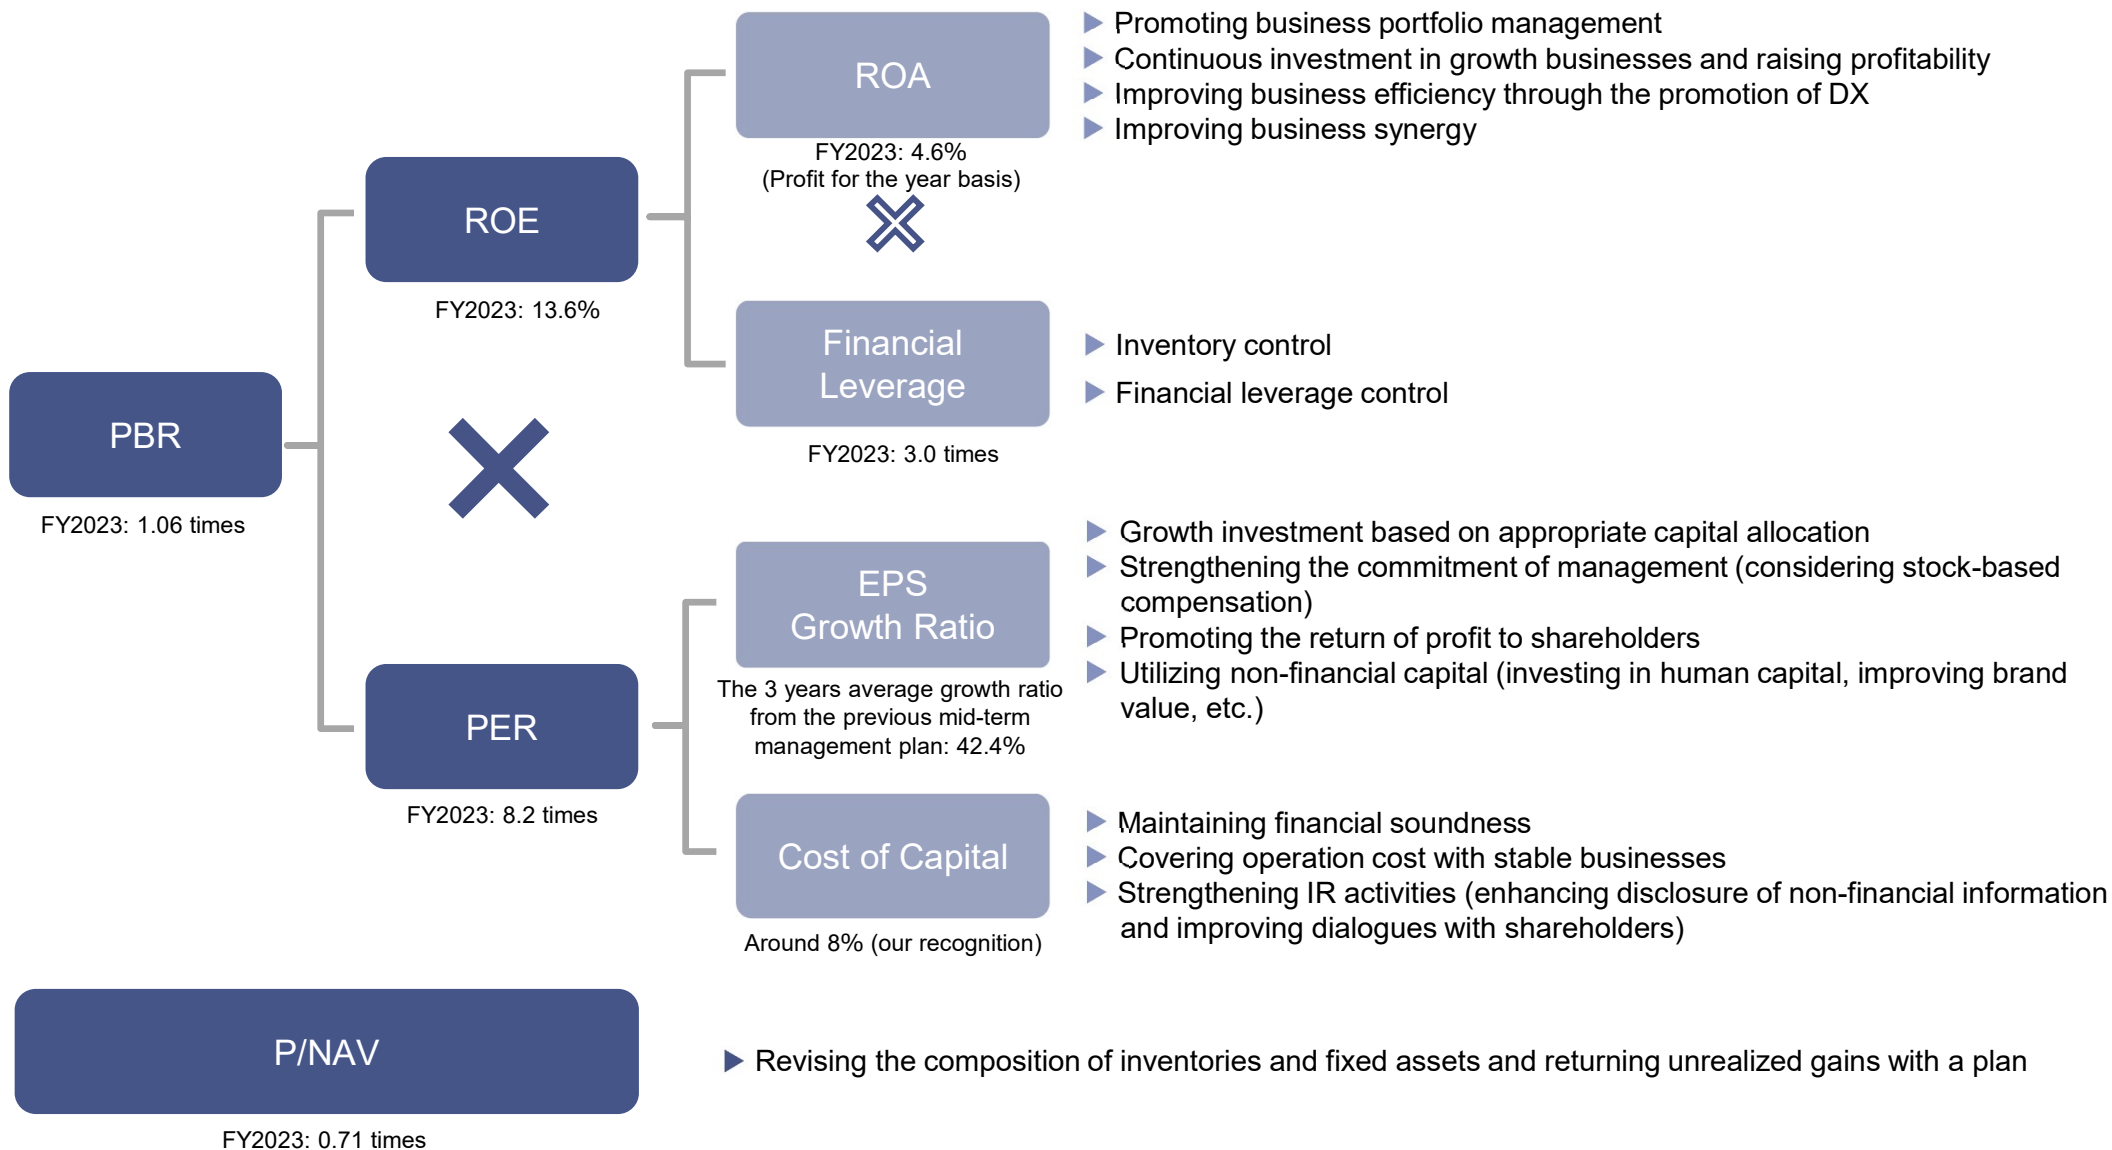 PBR
FY2023: 1.06 times
ROE
FY2023: 13.6%
ROA
FY2023: 4.6%
(Profit for the year basis)
Promoting business portfolio management
Continuous investment in growth businesses and raising profitability
Improving business efficiency through the promotion of DX
Improving business synergy
Financial
Leverage
FY2023: 3.0 times
Inventory control
Financial leverage control
PER
FY2023: 8.2 times
EPS
Growth Ratio
The 3 years average growth ratio
from the previous mid-term
management plan: 42.4%
Growth investment based on appropriate capital allocation
Strengthening the commitment of management (considering stock-based
compensation)
Promoting the return of profit to shareholders
Utilizing non-financial capital (investing in human capital, improving brand
value, etc.)
Cost of Capital
Around 8% (our recognition)
Maintaining financial soundness
Covering operation cost with stable businesses
Strengthening IR activities (enhancing disclosure of non-financial information
and improving dialogues with shareholders)
P/NAV
FY2023: 0.71 times
Revising the composition of inventories and fixed assets and returning unrealized gains with a plan